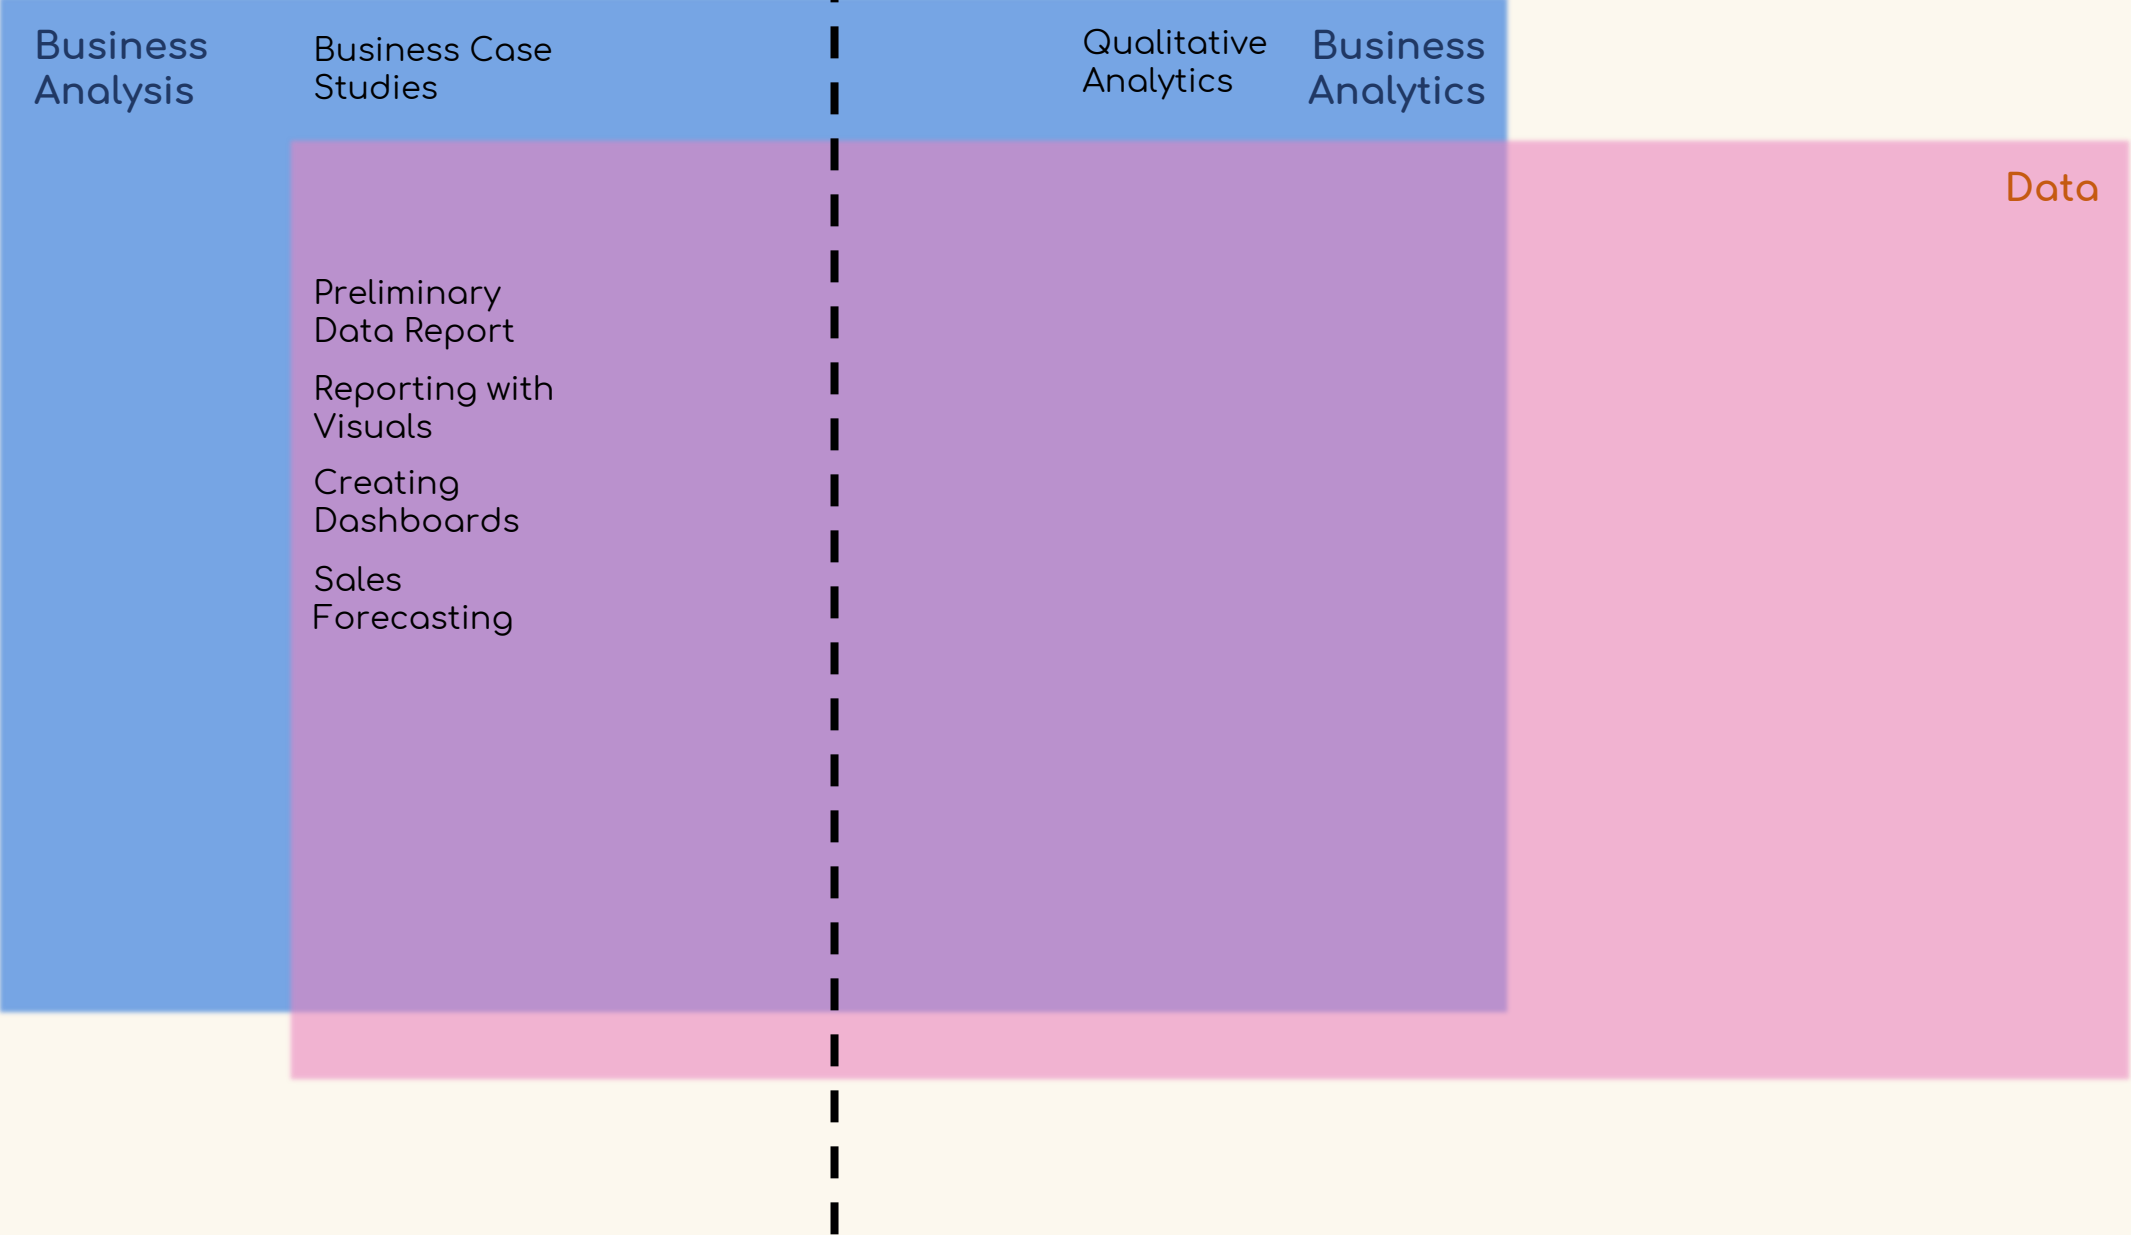 Business
Analysis
Business Case
Studies
Qualitative
Analytics
Business
Analytics
Data
Preliminary
Data Report
Reporting with
Visuals
Creating
Dashboards
Sales
Forecasting